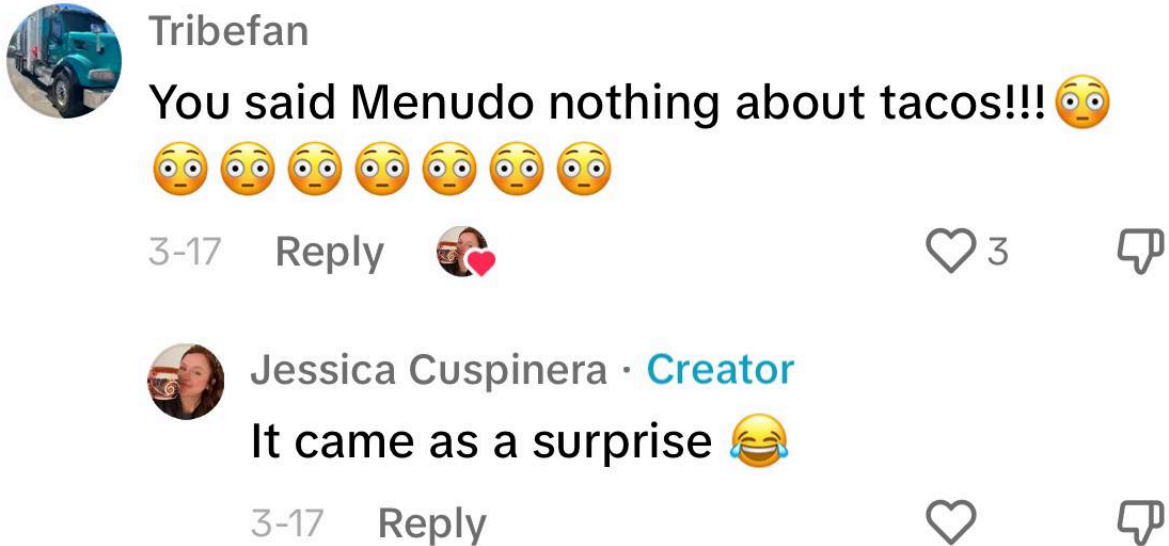 Tribefan
You said Menudo nothing about tacos!!!😳
😳😳😳😳😳😳😳
3-17 Reply 3
Jessica Cuspinera · Creator
It came as a surprise 😂
3-17 Reply